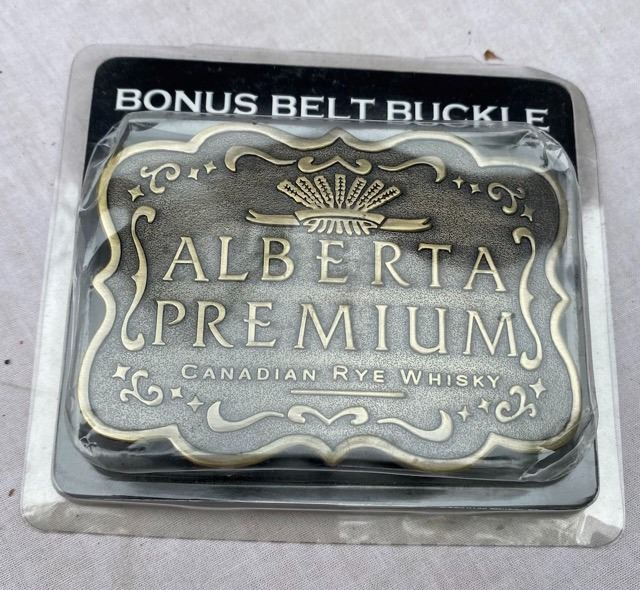 BONUS BELT BUCKLE
ALBERTA
PREMIUM
CANADIAN RYE WHISKY